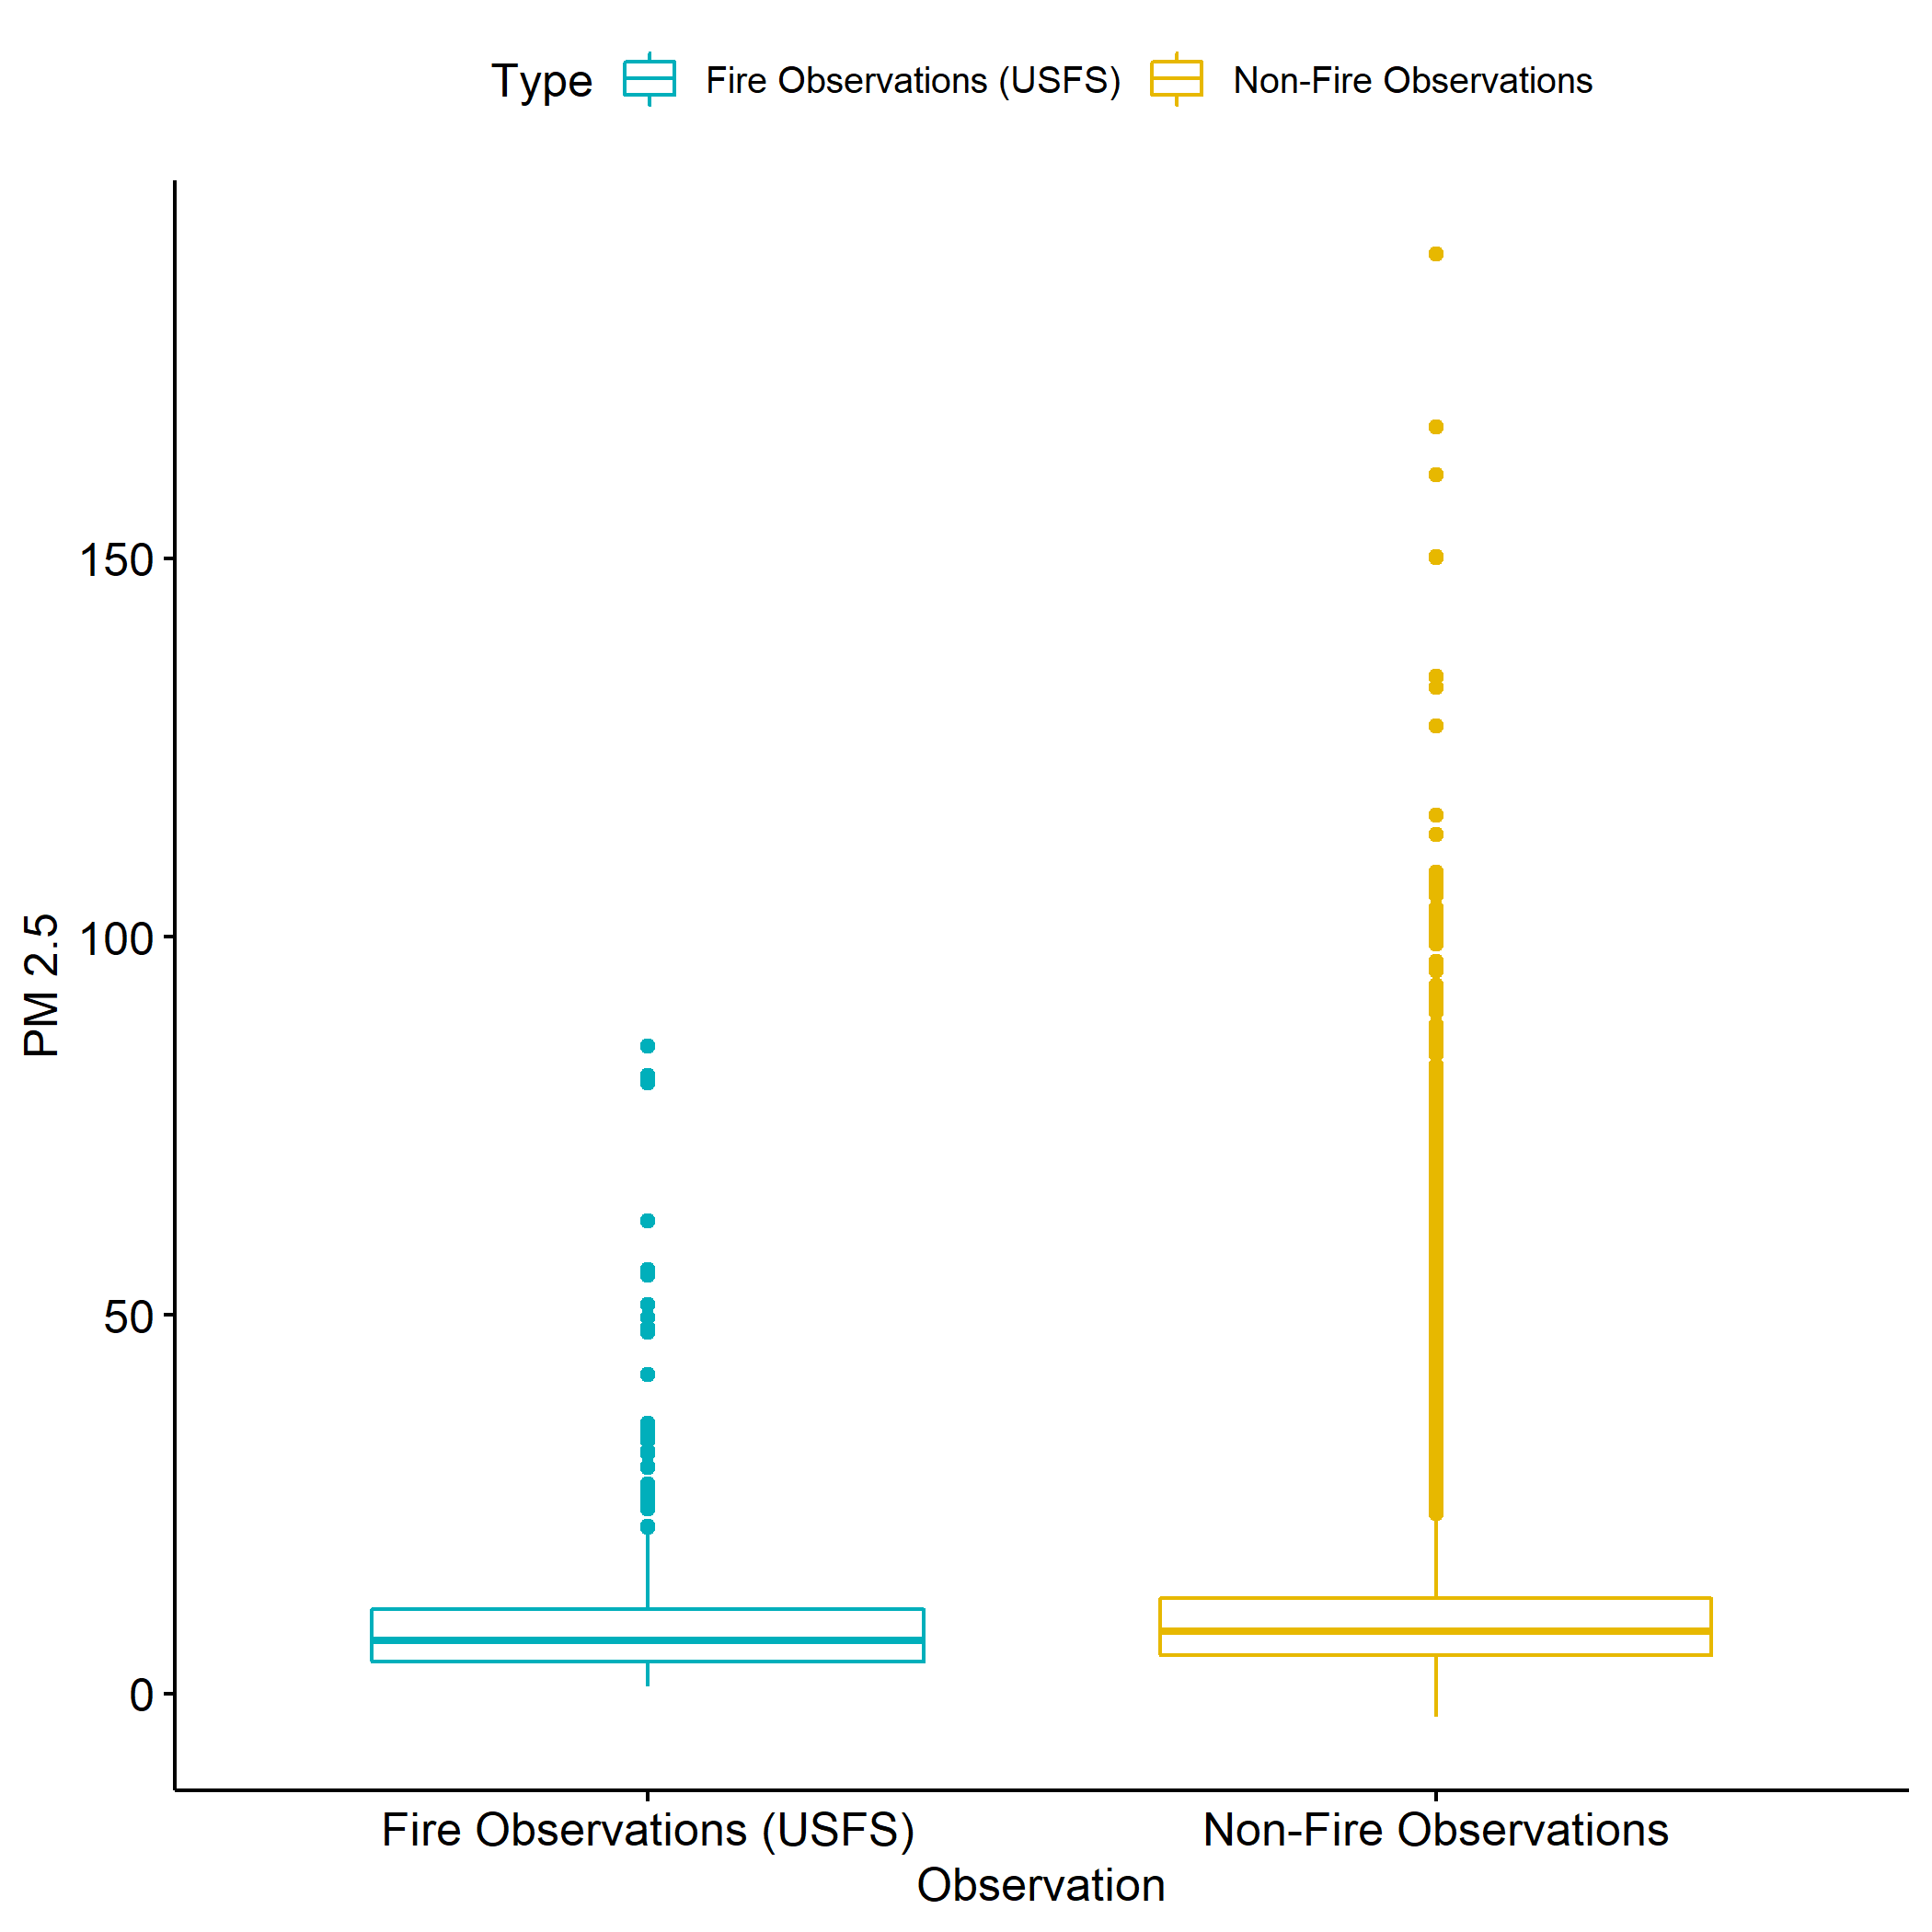 Type Fire Observations (USFS) Non-Fire Observations
PM 2.5
150
100
50
0
Fire Observations (USFS) Non-Fire Observations
Observation